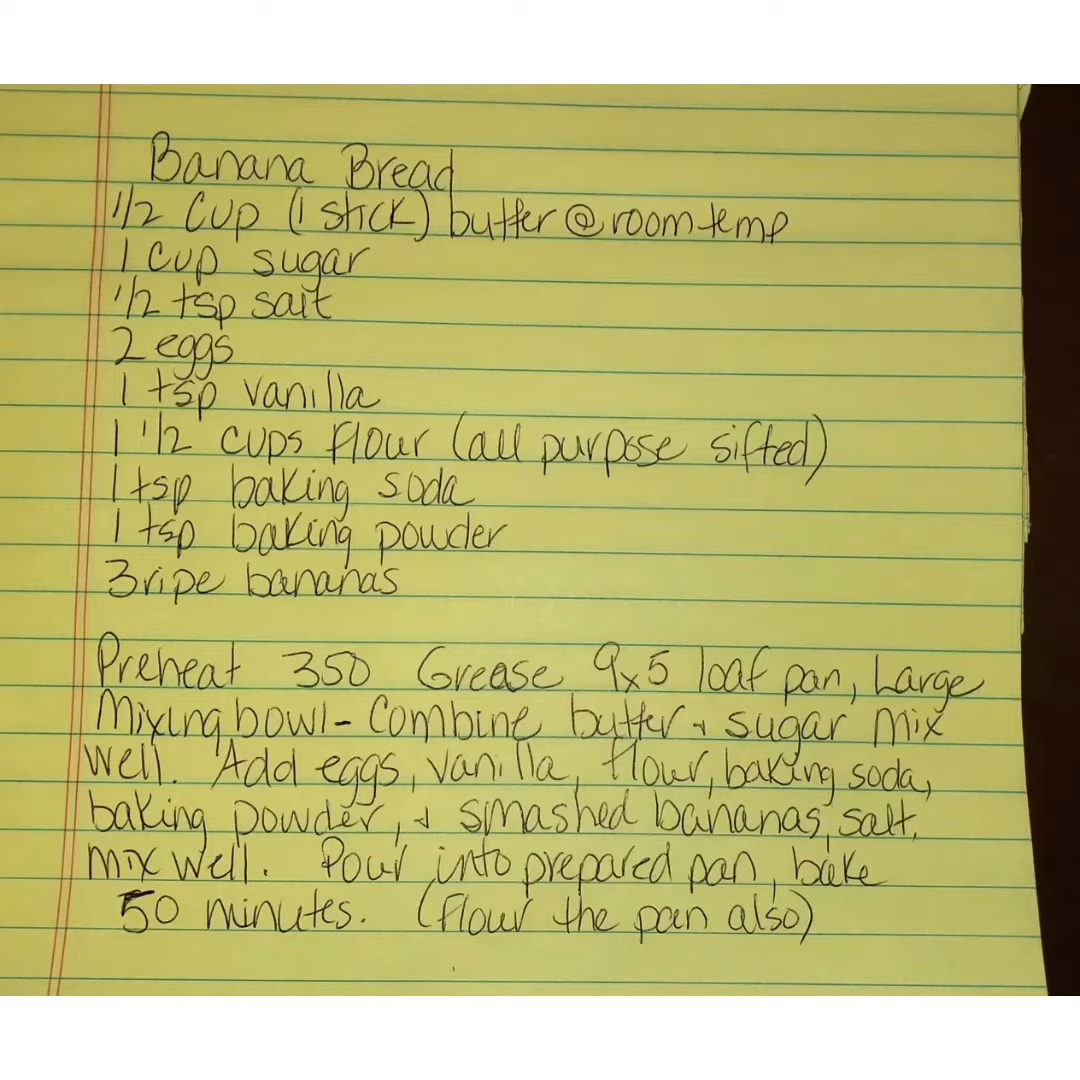 Banana Bread
1/2 Cup (1 stick) butter @ room temp
1 cup sugar
1/2 tsp salt
2 eggs
1 tsp vanilla
1 1/2 cups flour (all purpose sifted)
1 tsp baking soda
1 tsp baking powder
3 ripe bananas
Preheat 350 Grease 9x5 loaf pan, Large
Mixing bowl - Combine butter + sugar mix
well. Add eggs, vanilla, flour, baking soda,
baking powder, + smashed bananas, salt,
mix well. Pour into prepared pan, bake
50 minutes. (flour the pan also)